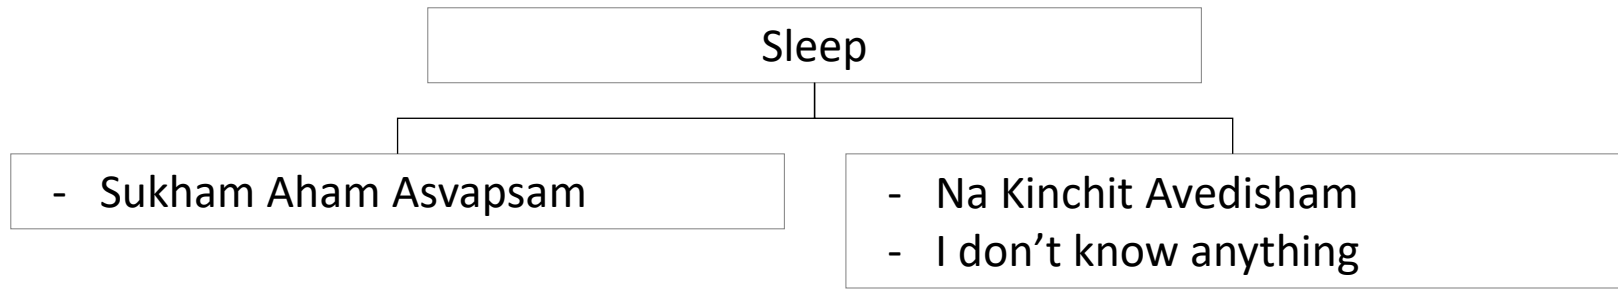 Sleep
- Sukham Aham Asvapsam
- Na Kinchit Avedisham
- I don’t know anything